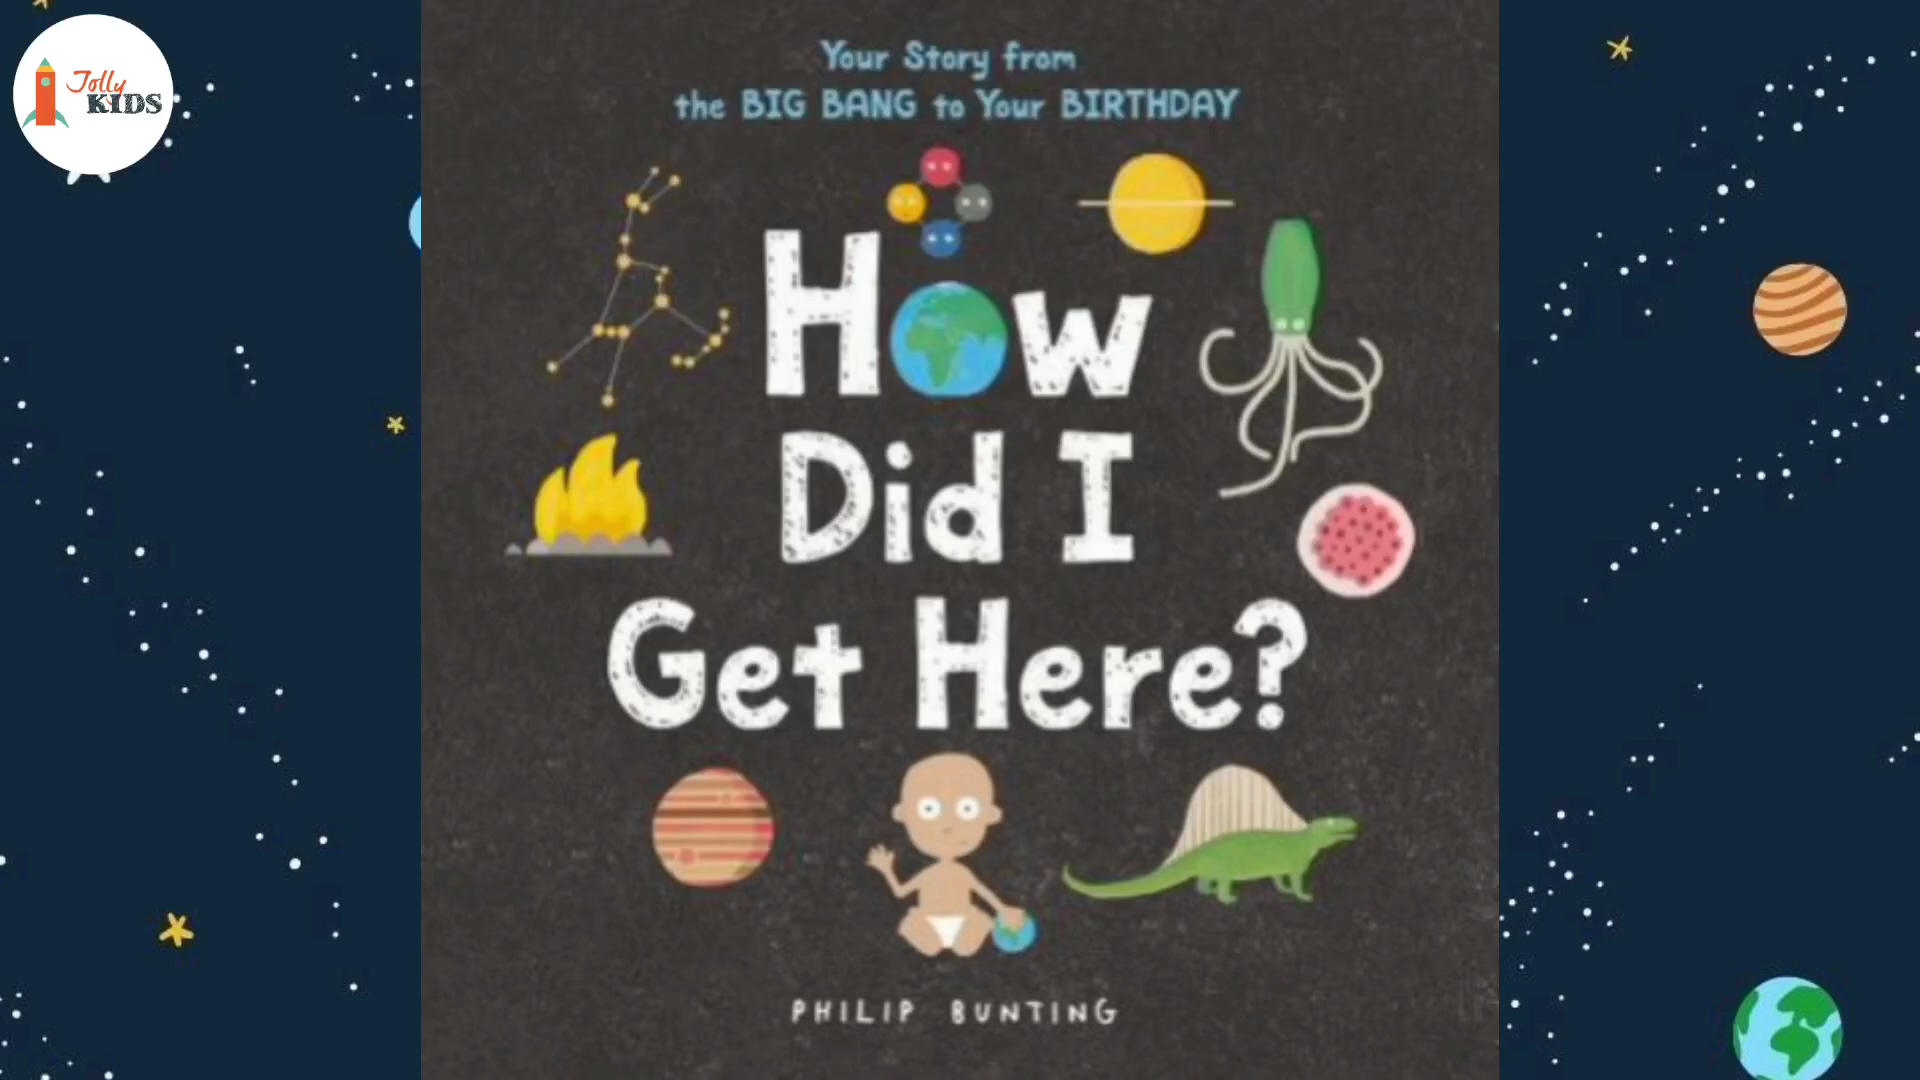 Jolly
KIDS
Your Story from
the BIG BANG to Your BIRTHDAY
How
Did I
Get Here?
PHILIP BUNTING